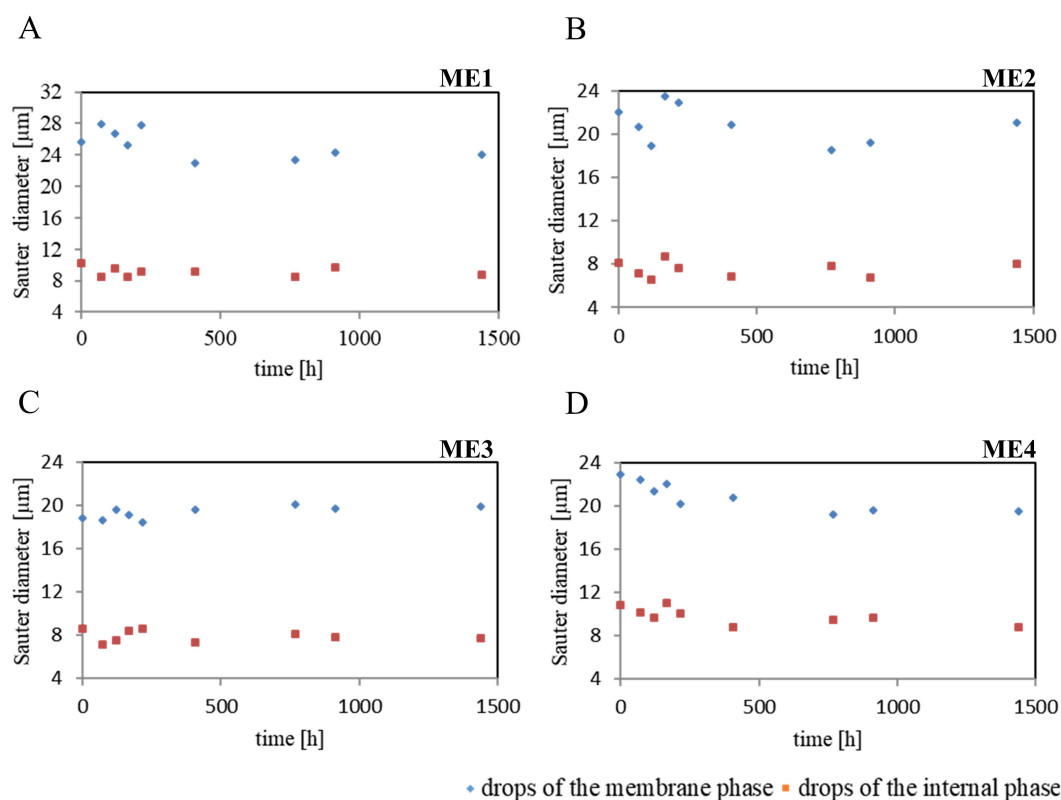 A
ME1
Sauter diameter [µm]
32
28
24
20
16
12
8
4
0 500 1000 1500
time [h]
B
ME2
Sauter diameter [µm]
24
20
16
12
8
4
0 500 1000 1500
time [h]
C
ME3
Sauter diameter [µm]
24
20
16
12
8
4
0 500 1000 1500
time [h]
D
ME4
Sauter diameter [µm]
24
20
16
12
8
4
0 500 1000 1500
time [h]
drops of the membrane phase drops of the internal phase